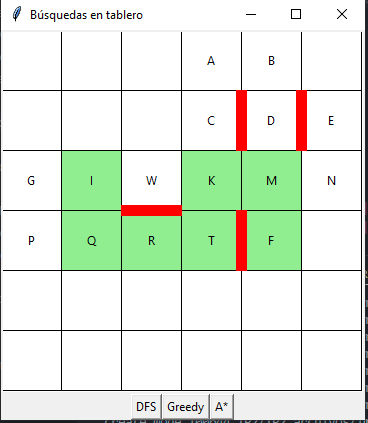 Búsquedas en tablero
A B
C D E
G I W K M N
P Q R T F
DFS Greedy A*